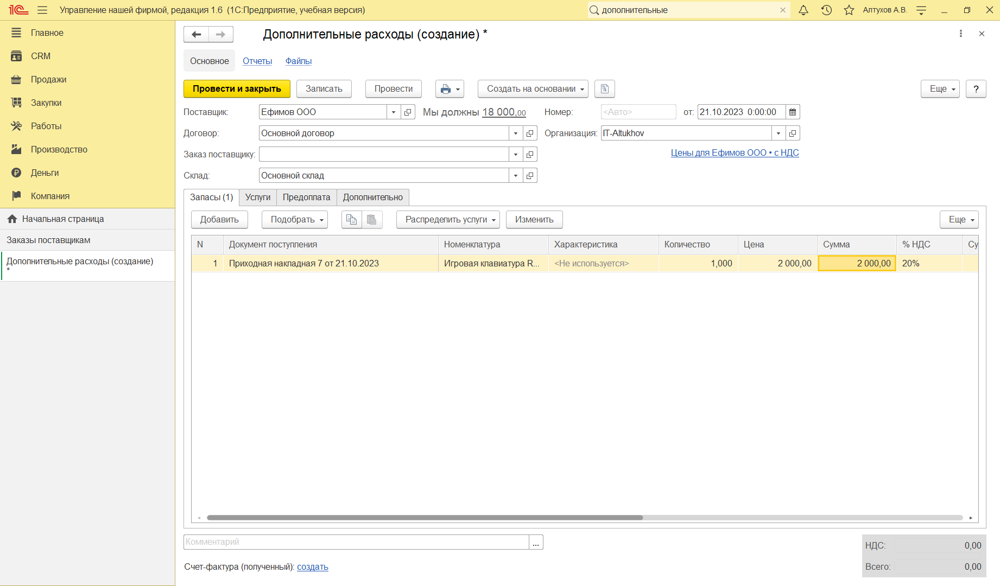 1С Управление нашей фирмой, редакция 1.6 (1С:Предприятие, учебная версия) дополнительные Алтухов А.В.
Главное
CRM
Продажи
Закупки
Работы
Производство
Деньги
Компания
Начальная страница
Заказы поставщикам
Дополнительные расходы (создание)
*
Дополнительные расходы (создание) *
Основное Отчеты Файлы
Провести и закрыть Записать Провести Создать на основании Еще ?
Поставщик: Ефимов ООО Мы должны 18 000,00 Номер: <Авто> от: 21.10.2023 0:00:00
Договор: Основной договор Организация: IT-Altukhov
Заказ поставщику: Цены для Ефимов ООО • с НДС
Склад: Основной склад
Запасы (1) Услуги Предоплата Дополнительно
Добавить Подобрать Распределить услуги Изменить Еще
N Документ поступления Номенклатура Характеристика Количество Цена Сумма % НДС Су
1 Приходная накладная 7 от 21.10.2023 Игровая клавиатура R... <Не используется> 1,000 2 000,00 2 000,00 20%
Комментарий ...
НДС: 0,00
Счет-фактура (полученный): создать
Всего: 0,00